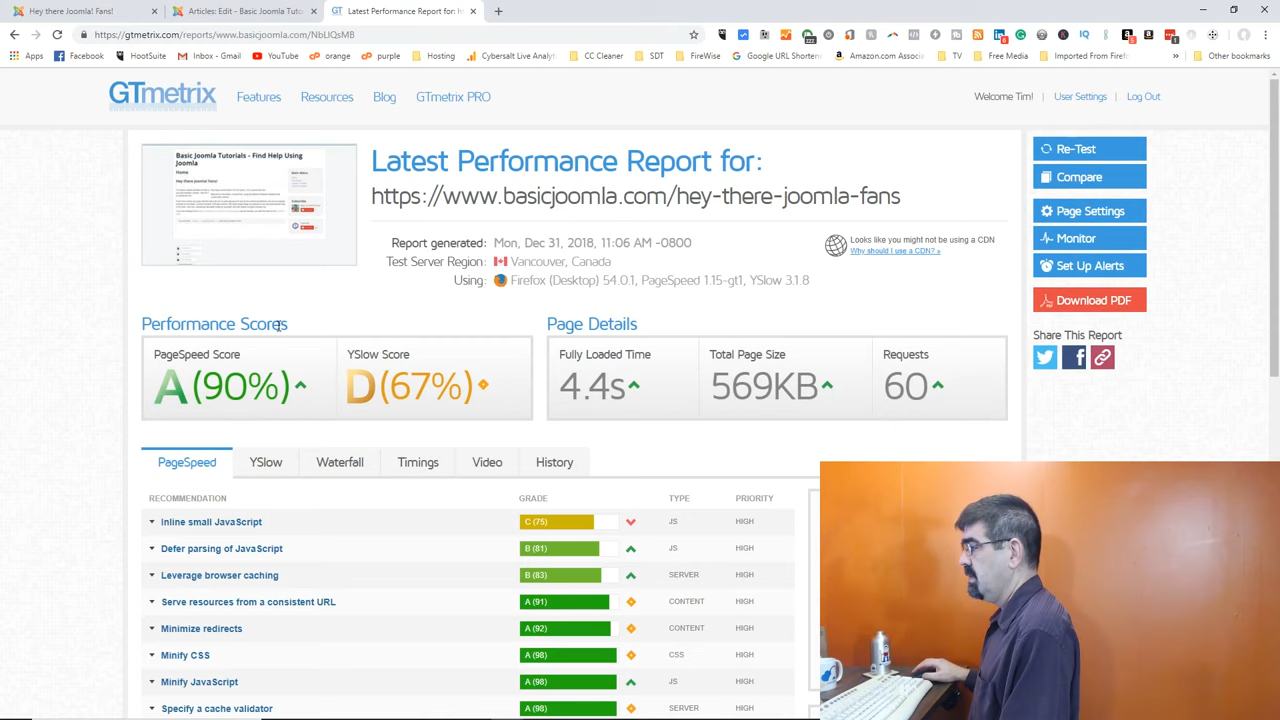 Hey there Joomla! Fans!
Articles: Edit - Basic Joomla Tuto
Latest Performance Report for: h
https://gtmetrix.com/reports/www.basicjoomla.com/NbLIQsMB
Apps
Facebook
HootSuite
Inbox - Gmail
YouTube
orange
purple
Hosting
Cybersalt Live Analyt
CC Cleaner
SDT
FireWise
Google URL Shorten
Amazon.com Associ
TV
Free Media
Imported From Firef
Other bookmarks
GTmetrix
Features
Resources
Blog
GTmetrix PRO
Welcome Tim!
User Settings
Log Out
Basic Joomla Tutorials - Find Help Using
Joomla
Home
Hey there Joomla! fans!
Latest Performance Report for:
https://www.basicjoomla.com/hey-there-joomla-fans
Report generated: Mon, Dec 31, 2018, 11:06 AM -0800
Test Server Region: Vancouver, Canada
Using: Firefox (Desktop) 54.0.1, PageSpeed 1.15-gt1, YSlow 3.1.8
Looks like you might not be using a CDN
Why should I use a CDN? »
Re-Test
Compare
Page Settings
Monitor
Set Up Alerts
Download PDF
Share This Report
Performance Scores
PageSpeed Score
A (90%)
YSlow Score
D (67%)
Page Details
Fully Loaded Time
4.4s
Total Page Size
569KB
Requests
60
PageSpeed
YSlow
Waterfall
Timings
Video
History
RECOMMENDATION GRADE TYPE PRIORITY
Inline small JavaScript C (75) JS HIGH
Defer parsing of JavaScript B (81) JS HIGH
Leverage browser caching B (83) SERVER HIGH
Serve resources from a consistent URL A (91) CONTENT HIGH
Minimize redirects A (92) CONTENT HIGH
Minify CSS A (98) CSS HIGH
Minify JavaScript A (98) JS HIGH
Specify a cache validator A (98) SERVER HIGH